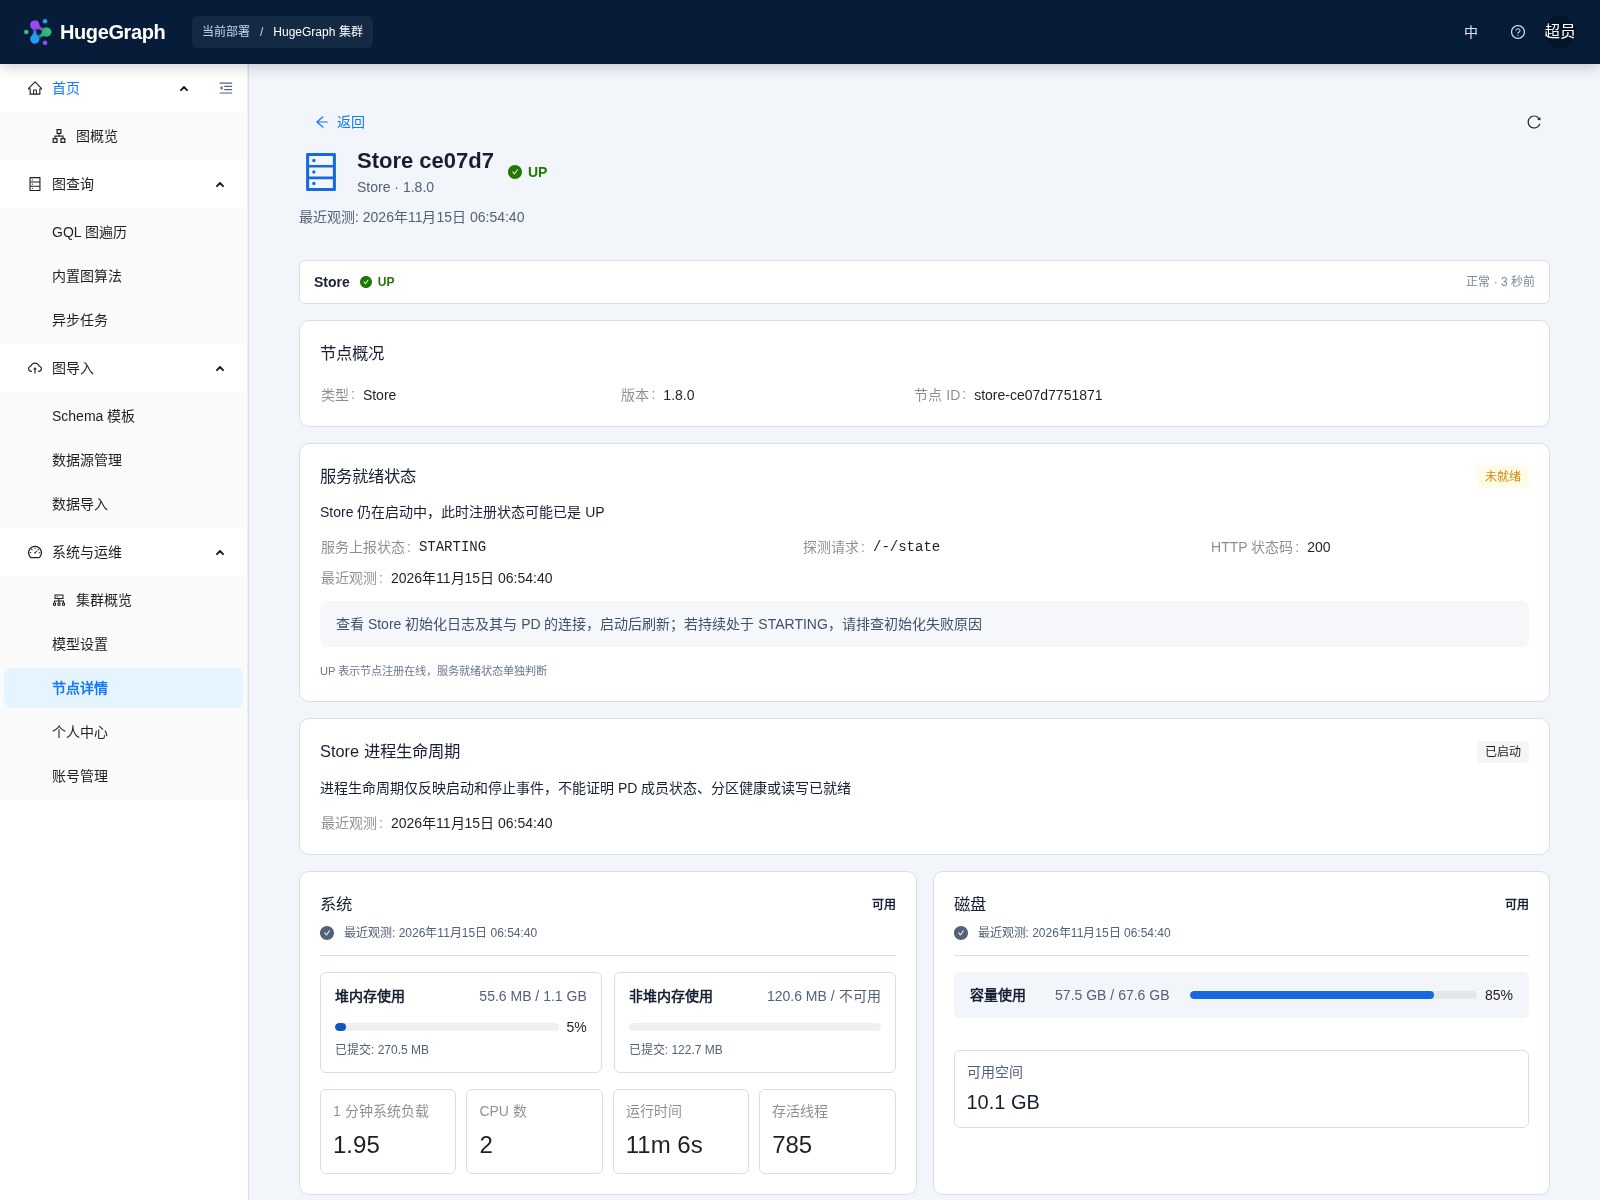 HugeGraph
当前部署 / HugeGraph 集群
中
超员
首页
图概览
图查询
GQL 图遍历
内置图算法
异步任务
图导入
Schema 模板
数据源管理
数据导入
系统与运维
集群概览
模型设置
节点详情
个人中心
账号管理
返回
Store ce07d7
UP
Store · 1.8.0
最近观测: 2026年11月15日 06:54:40
Store UP
正常 · 3 秒前
节点概况
类型: Store
版本: 1.8.0
节点 ID: store-ce07d7751871
服务就绪状态
未就绪
Store 仍在启动中，此时注册状态可能已是 UP
服务上报状态: STARTING
探测请求: /-/state
HTTP 状态码: 200
最近观测: 2026年11月15日 06:54:40
查看 Store 初始化日志及其与 PD 的连接，启动后刷新；若持续处于 STARTING，请排查初始化失败原因
UP 表示节点注册在线，服务就绪状态单独判断
Store 进程生命周期
已启动
进程生命周期仅反映启动和停止事件，不能证明 PD 成员状态、分区健康或读写已就绪
最近观测: 2026年11月15日 06:54:40
系统
可用
最近观测: 2026年11月15日 06:54:40
堆内存使用
55.6 MB / 1.1 GB
5%
已提交: 270.5 MB
非堆内存使用
120.6 MB / 不可用
已提交: 122.7 MB
1 分钟系统负载
1.95
CPU 数
2
运行时间
11m 6s
存活线程
785
磁盘
可用
最近观测: 2026年11月15日 06:54:40
容量使用
57.5 GB / 67.6 GB
85%
可用空间
10.1 GB